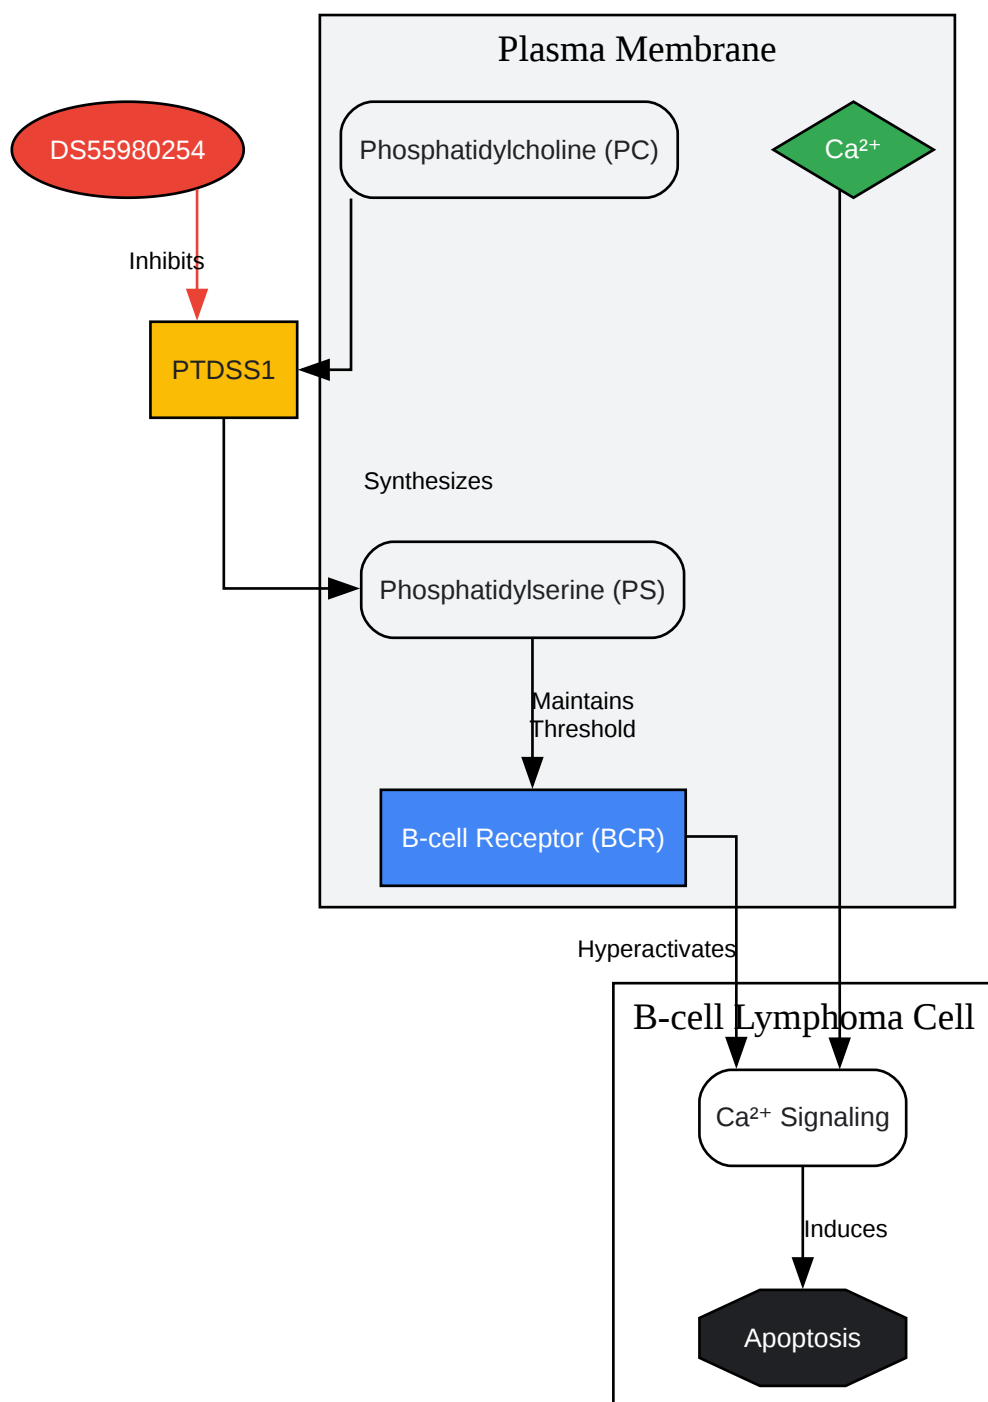 Plasma Membrane
DS55980254
Phosphatidylcholine (PC)
Ca²⁺
Inhibits
PTDSS1
Synthesizes
Phosphatidylserine (PS)
Maintains
Threshold
B-cell Receptor (BCR)
Hyperactivates
B-cell Lymphoma Cell
Ca²⁺ Signaling
Induces
Apoptosis